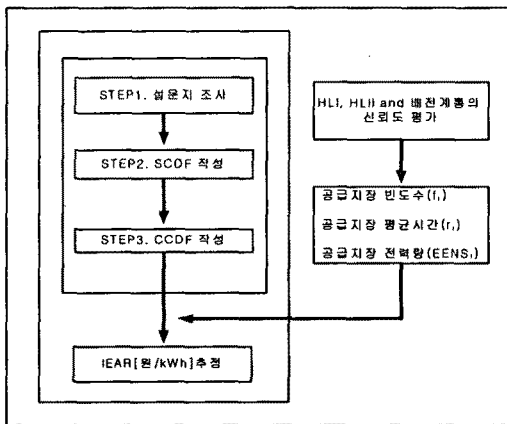 STEP1. 설문지 조사
STEP2. SCDF 작성
STEP3. CCDF 작성
IEAR[원/kWh]추정
HLI, HLII and 배전계통의
신뢰도 평가
공급지장 빈도수(fᵢ)
공급지장 평균시간(rᵢ)
공급지장 전력량(EENSᵢ)